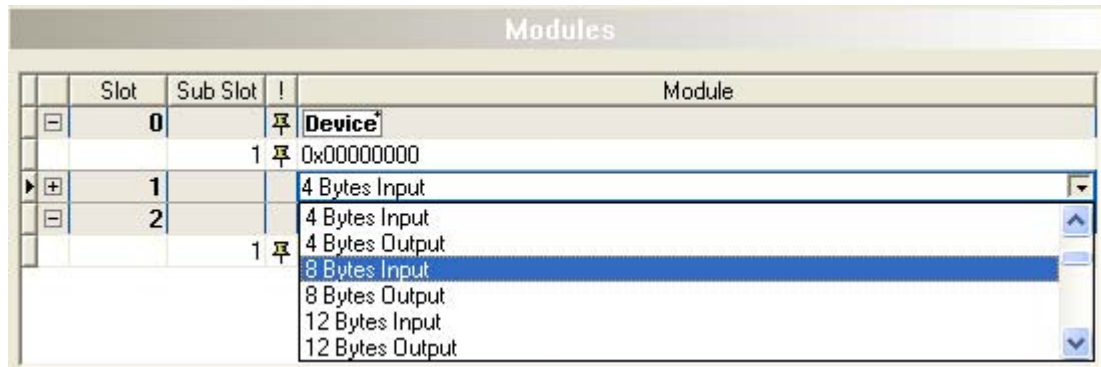 Modules
Slot Sub Slot ! Module
0 Device*
1 0x00000000
1 4 Bytes Input
2 4 Bytes Input
1 4 Bytes Output
8 Bytes Input
8 Bytes Output
12 Bytes Input
12 Bytes Output